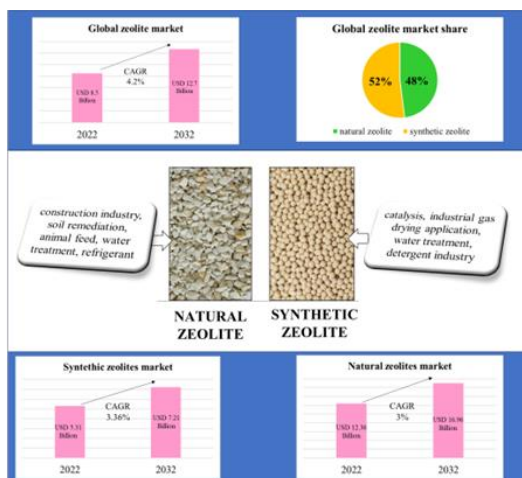 Global zeolite market
CAGR
4.2%
USD 8.5
Billion
USD 12.7
Billion
2022
2032
Global zeolite market share
52%
48%
natural zeolite
synthetic zeolite
construction industry,
soil remediation,
animal feed, water
treatment, refrigerant
catalysis, industrial gas
drying application,
water treatment,
detergent industry
NATURAL
ZEOLITE
SYNTHETIC
ZEOLITE
Syntethic zeolites market
CAGR
3.36%
USD 5.31
Billion
USD 7.21
Billion
2022
2032
Natural zeolites market
CAGR
3%
USD 12.36
Billion
USD 16.96
Billion
2022
2032